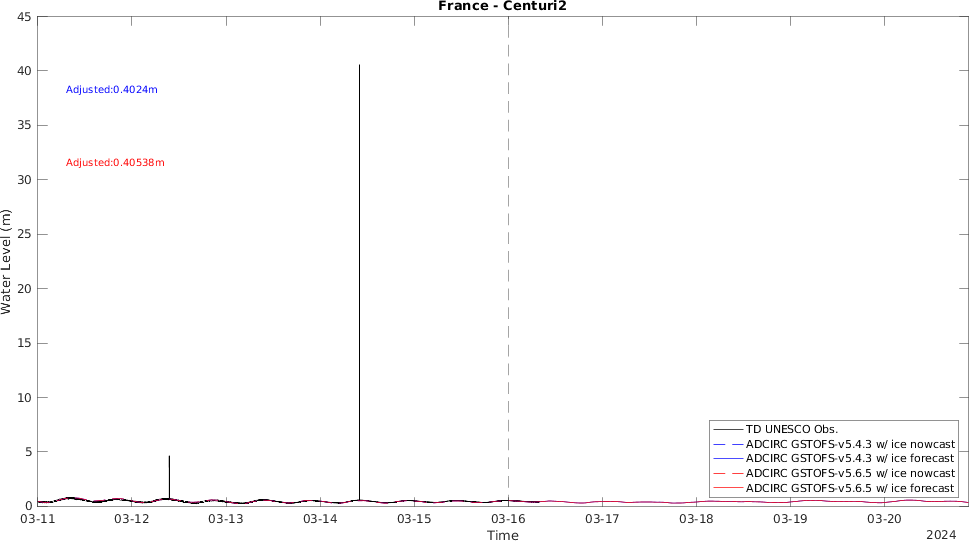 France - Centuri2
45
40
35
30
25
20
15
10
5
0
Water Level (m)
Adjusted:0.4024m
Adjusted:0.40538m
TD UNESCO Obs.
ADCIRC GSTOFS-v5.4.3 w/ ice nowcast
ADCIRC GSTOFS-v5.4.3 w/ ice forecast
ADCIRC GSTOFS-v5.6.5 w/ ice nowcast
ADCIRC GSTOFS-v5.6.5 w/ ice forecast
03-11 03-12 03-13 03-14 03-15 03-16 03-17 03-18 03-19 03-20
Time
2024